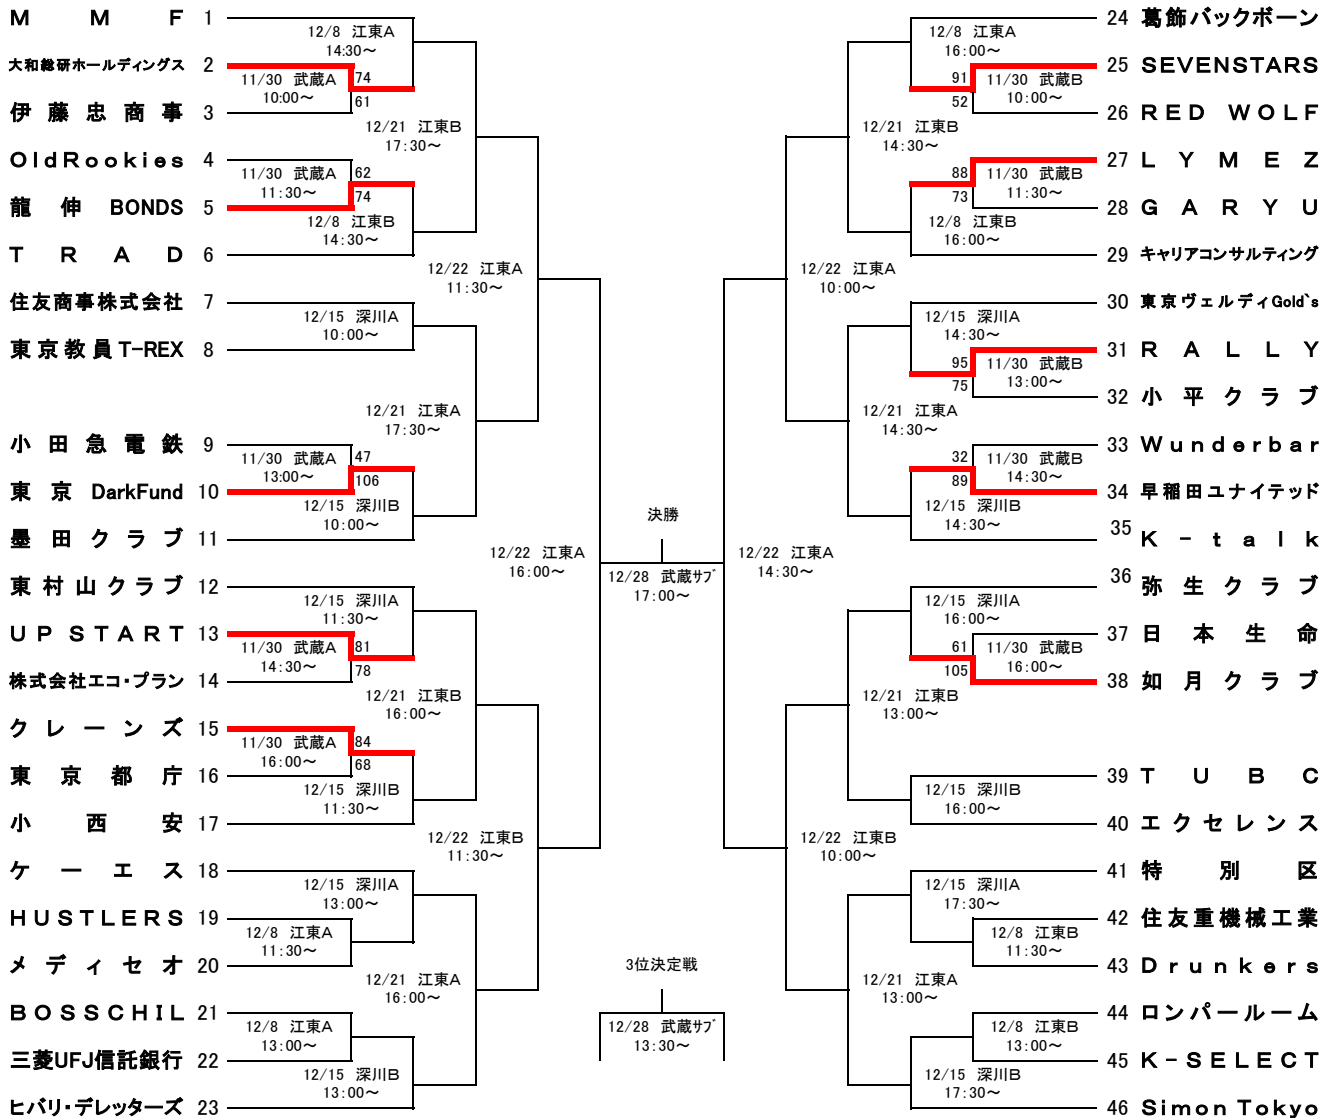 M M F 1
12/8 江東A
14:30～
大和総研ホールディングス 2
11/30 武蔵A
10:00～
74
61
伊藤忠商事 3
12/21 江東B
17:30～
OldRookies 4
11/30 武蔵A
11:30～
62
74
龍伸 BONDS 5
12/8 江東B
14:30～
T R A D 6
12/22 江東A
11:30～
住友商事株式会社 7
12/15 深川A
10:00～
東京教員T-REX 8
12/21 江東A
17:30～
小田急電鉄 9
11/30 武蔵A
13:00～
47
106
東京 DarkFund 10
12/15 深川B
10:00～
墨田クラブ 11
12/22 江東A
16:00～
東村山クラブ 12
12/15 深川A
11:30～
UP START 13
11/30 武蔵A
14:30～
81
78
株式会社エコ・プラン 14
12/21 江東B
16:00～
クレーンズ 15
11/30 武蔵A
16:00～
84
68
東京都庁 16
12/15 深川B
11:30～
小西安 17
12/22 江東B
11:30～
ケーエス 18
12/15 深川A
13:00～
HUSTLERS 19
12/8 江東A
11:30～
メディセオ 20
12/21 江東A
16:00～
BOSSCHIL 21
12/8 江東A
13:00～
三菱UFJ信託銀行 22
12/15 深川B
13:00～
ヒバリ・デレッターズ 23
決勝
12/28 武蔵サブ
17:00～
3位決定戦
12/28 武蔵サブ
13:30～
24 葛飾バックボーン
12/8 江東A
16:00～
25 SEVENSTARS
91
52
11/30 武蔵B
10:00～
26 RED WOLF
12/21 江東B
14:30～
27 L Y M E Z
88
73
11/30 武蔵B
11:30～
28 G A R Y U
12/8 江東B
16:00～
29 キャリアコンサルティング
12/22 江東A
10:00～
30 東京ヴェルディGold`s
12/15 深川A
14:30～
31 R A L L Y
95
75
11/30 武蔵B
13:00～
32 小平クラブ
12/21 江東A
14:30～
33 Wunderbar
32
89
11/30 武蔵B
14:30～
34 早稲田ユナイテッド
12/15 深川B
14:30～
35 K-talk
12/22 江東A
14:30～
36 弥生クラブ
12/15 深川A
16:00～
37 日本生命
61
105
11/30 武蔵B
16:00～
38 如月クラブ
12/21 江東B
13:00～
39 T U B C
12/15 深川B
16:00～
40 エクセレンス
12/22 江東B
10:00～
41 特別区
12/15 深川A
17:30～
42 住友重機械工業
12/8 江東B
11:30～
43 Drunkers
12/21 江東A
13:00～
44 ロンパールーム
12/8 江東B
13:00～
45 K-SELECT
12/15 深川B
17:30～
46 Simon Tokyo